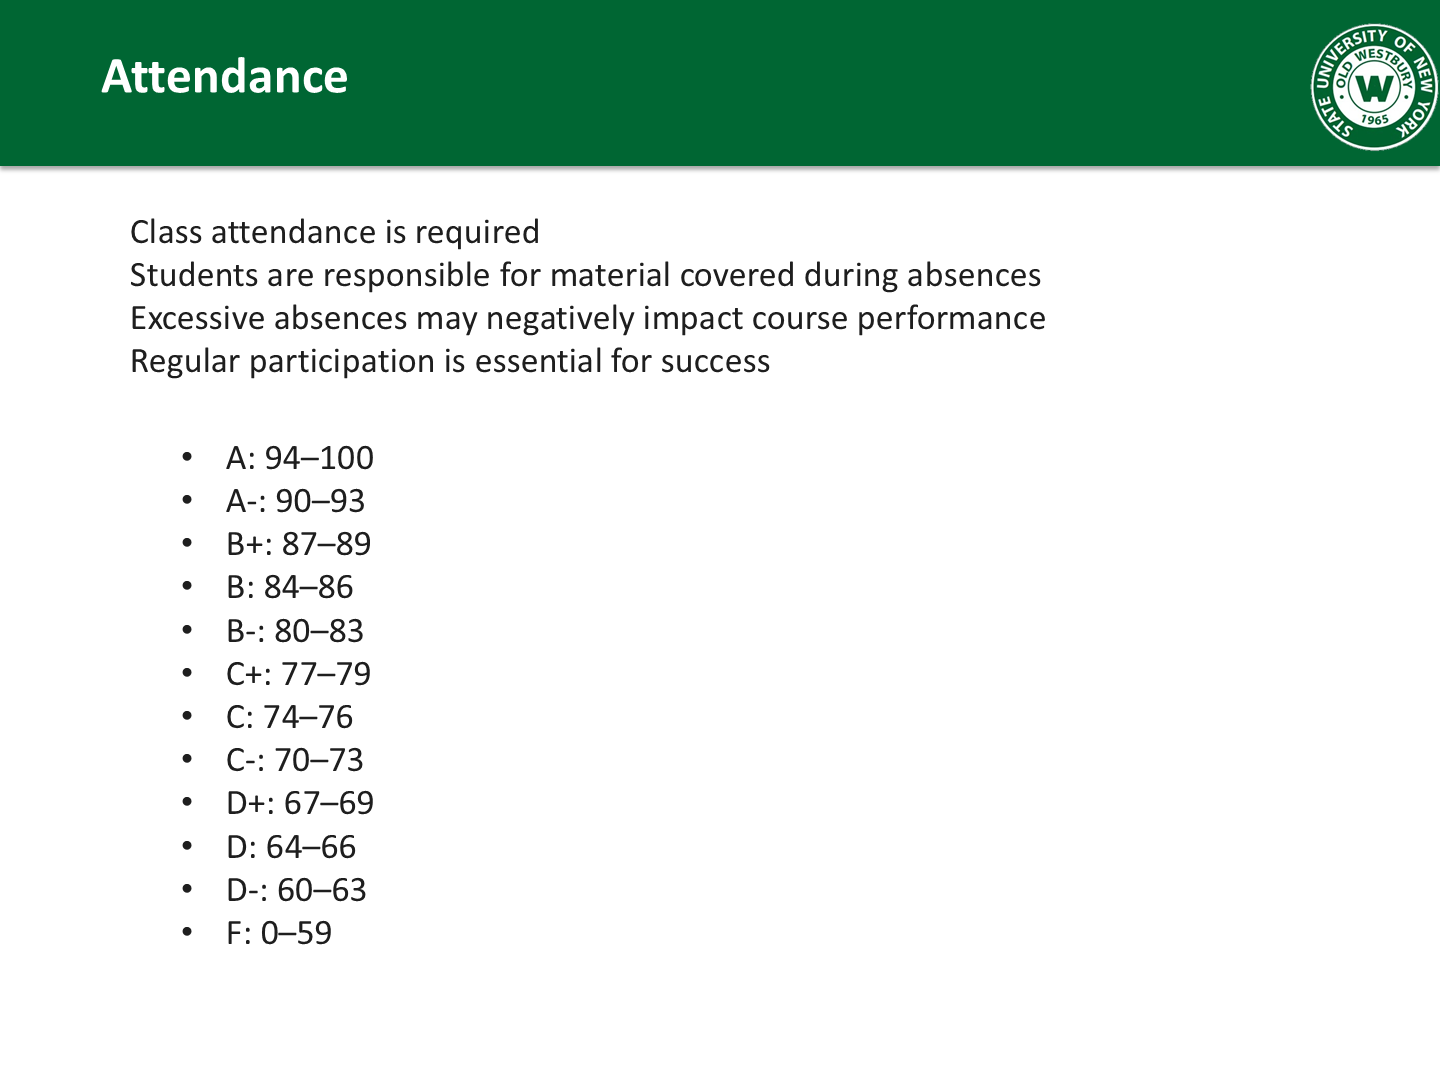 Attendance
STATE UNIVERSITY OF NEW YORK
OLD WESTBURY
W
1965
Class attendance is required
Students are responsible for material covered during absences
Excessive absences may negatively impact course performance
Regular participation is essential for success
• A: 94–100
• A-: 90–93
• B+: 87–89
• B: 84–86
• B-: 80–83
• C+: 77–79
• C: 74–76
• C-: 70–73
• D+: 67–69
• D: 64–66
• D-: 60–63
• F: 0–59